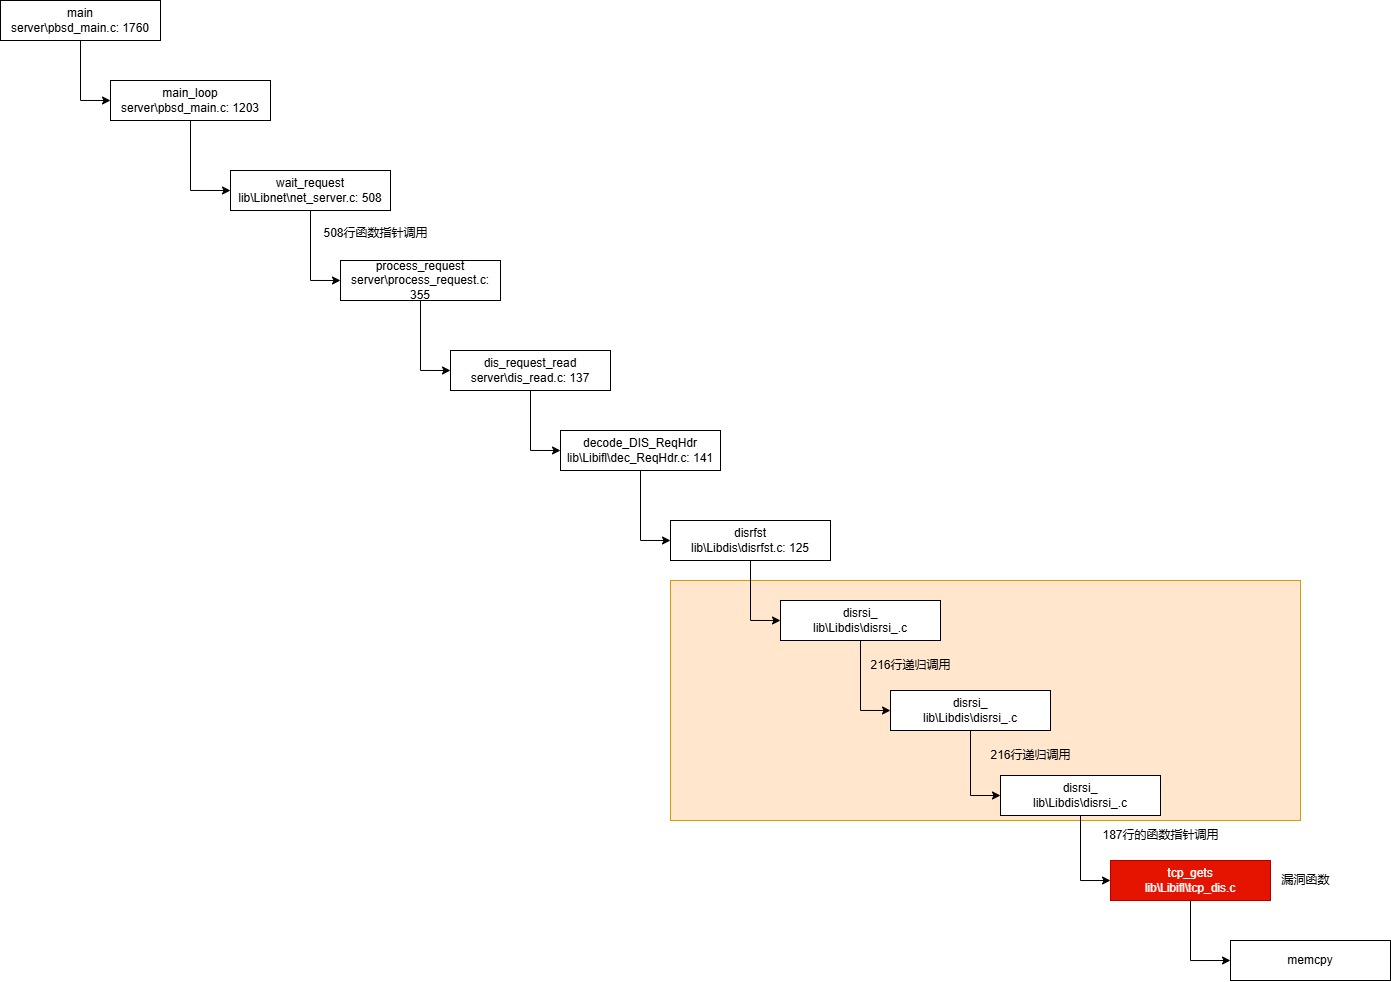 main
server\pbsd_main.c: 1760
main_loop
server\pbsd_main.c: 1203
wait_request
lib\Libnet\net_server.c: 508
508行函数指针调用
process_request
server\process_request.c:
355
dis_request_read
server\dis_read.c: 137
decode_DIS_ReqHdr
lib\Libifl\dec_ReqHdr.c: 141
disrfst
lib\Libdis\disrfst.c: 125
disrsi_
lib\Libdis\disrsi_.c
216行递归调用
disrsi_
lib\Libdis\disrsi_.c
216行递归调用
disrsi_
lib\Libdis\disrsi_.c
187行的函数指针调用
tcp_gets
lib\Libifl\tcp_dis.c
漏洞函数
memcpy